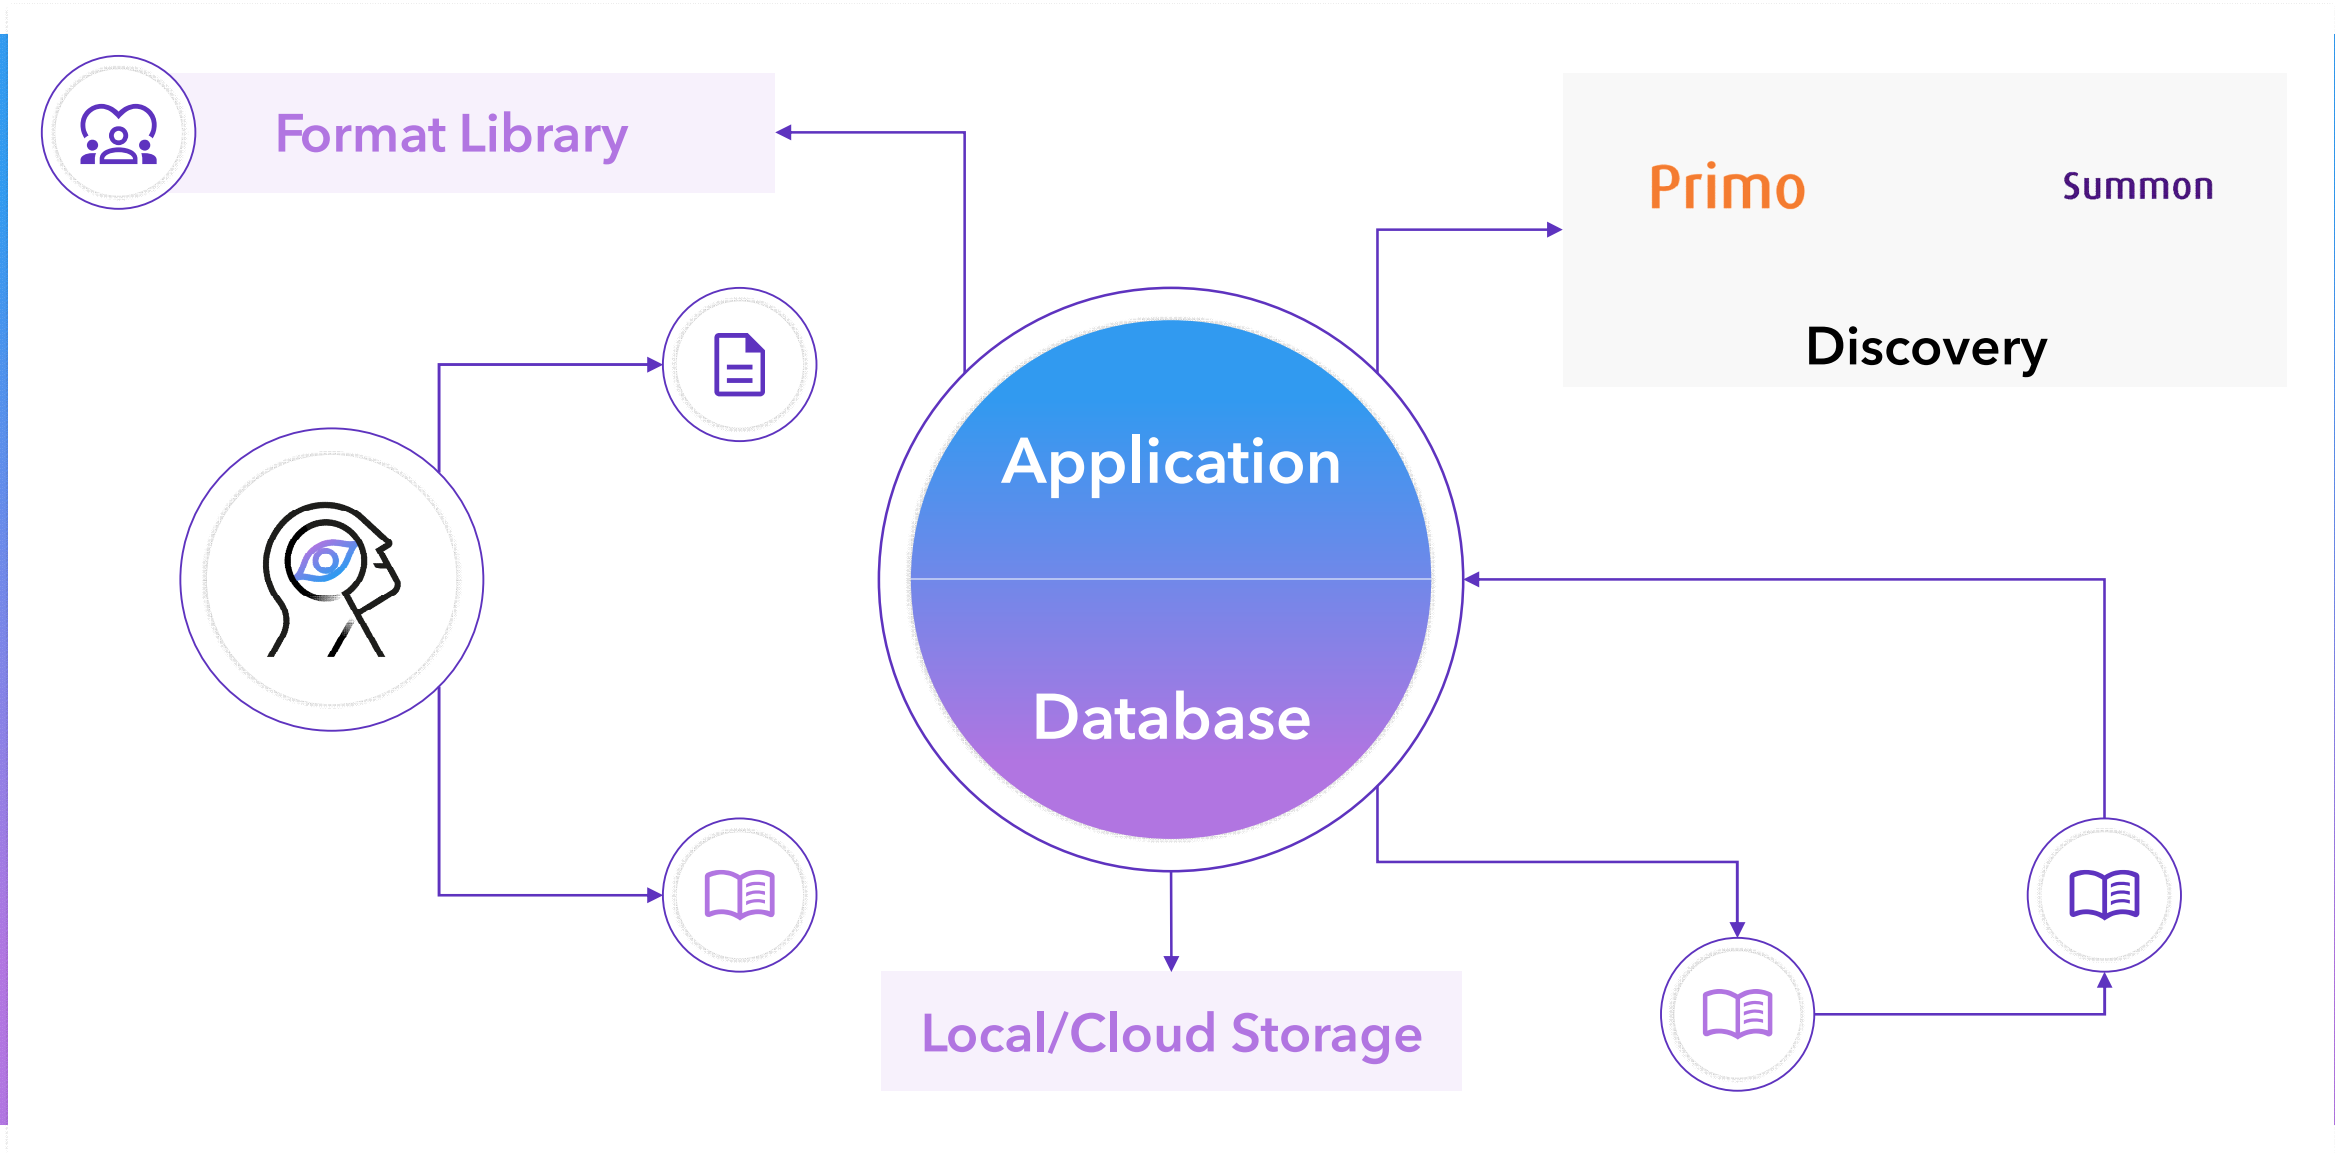 Format Library
Primo
Summon
Discovery
Application
Database
Local/Cloud Storage